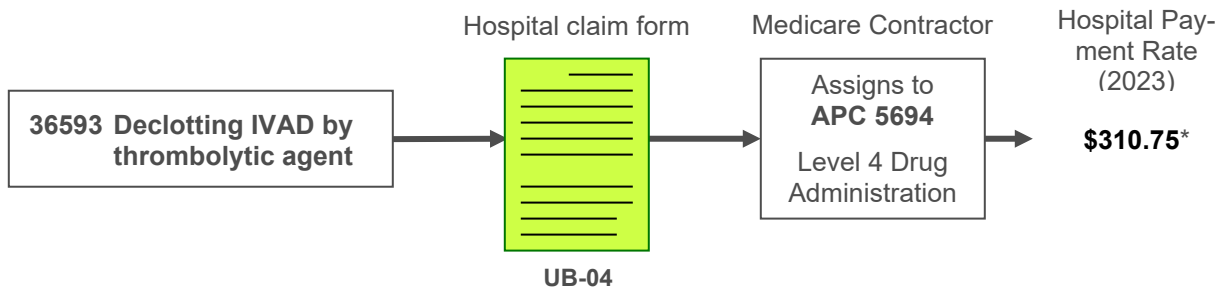 Hospital claim form
Medicare Contractor
Hospital Pay-
ment Rate
(2023)
36593 Declotting IVAD by
thrombolytic agent
Assigns to
APC 5694
Level 4 Drug
Administration
$310.75*
UB-04